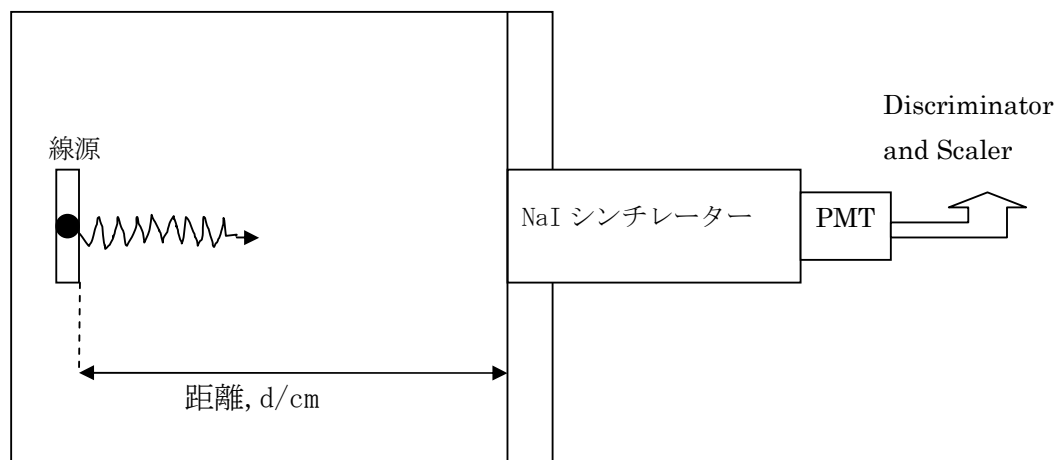 Discriminator
and Scaler
線源
NaI シンチレーター
PMT
距離, d/cm